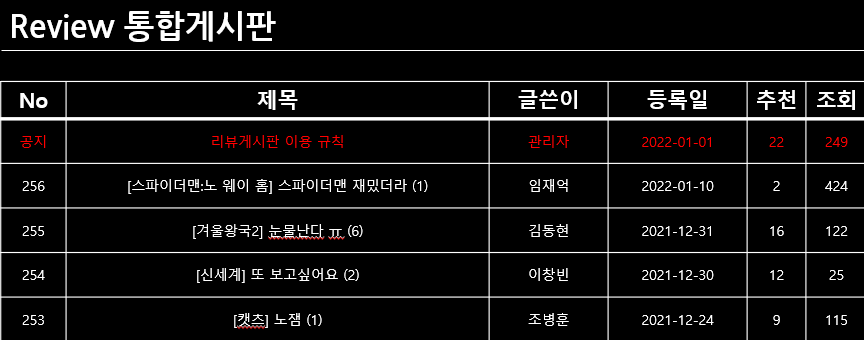 Review 통합게시판
No 제목 글쓴이 등록일 추천 조회
공지 리뷰게시판 이용 규칙 관리자 2022-01-01 22 249
256 [스파이더맨:노 웨이 홈] 스파이더맨 재밌더라 (1) 임재억 2022-01-10 2 424
255 [겨울왕국2] 눈물난다 ㅠ (6) 김동현 2021-12-31 16 122
254 [신세계] 또 보고싶어요 (2) 이창빈 2021-12-30 12 25
253 [캣츠] 노잼 (1) 조병훈 2021-12-24 9 115